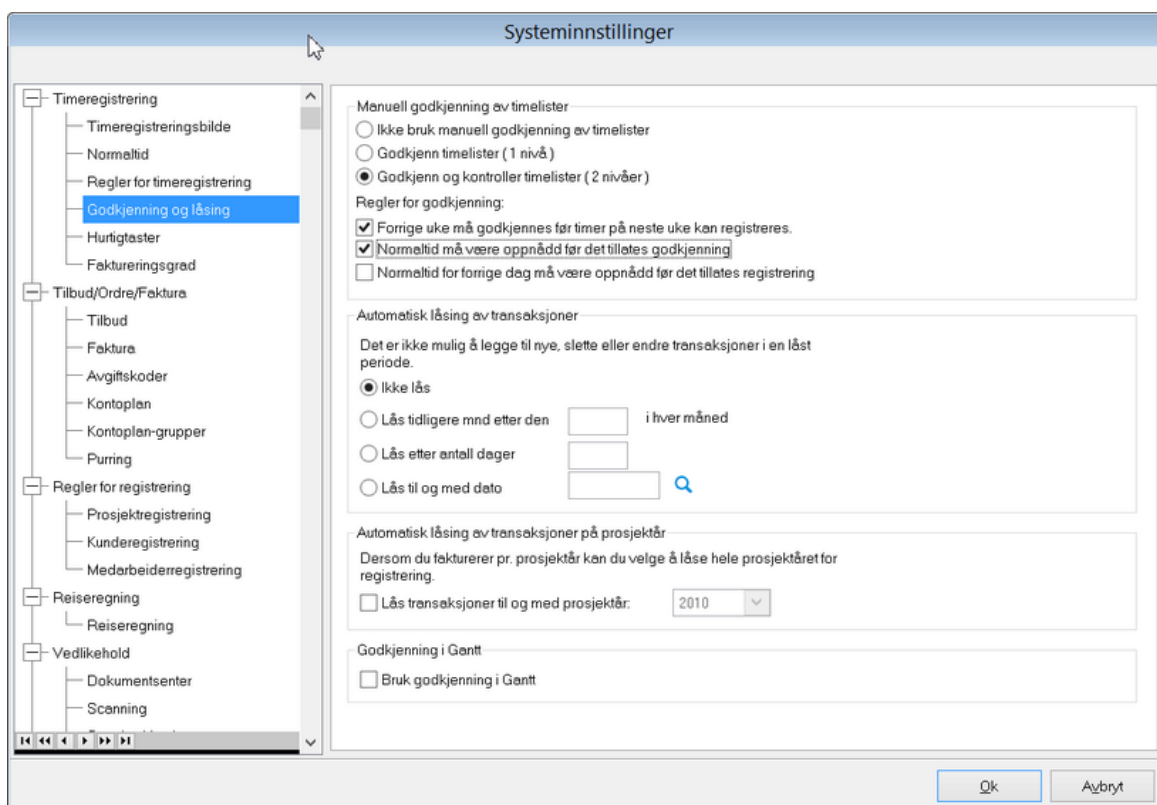 Systeminnstillinger
Timeregistrering
Timeregistreringsbilde
Normaltid
Regler for timeregistrering
Godkjenning og låsing
Hurtigtaster
Faktureringsgrad
Tilbud/Ordre/Faktura
Tilbud
Faktura
Avgiftskoder
Kontoplan
Kontoplan-grupper
Purring
Regler for registrering
Prosjektregistrering
Kunderegistrering
Medarbeiderregistrering
Reiseregning
Reiseregning
Vedlikehold
Dokumentsenter
Scanning
Manuell godkjenning av timelister
Ikke bruk manuell godkjenning av timelister
Godkjenn timelister ( 1 nivå )
Godkjenn og kontroller timelister ( 2 nivåer )
Regler for godkjenning:
Forrige uke må godkjennes før timer på neste uke kan registreres.
Normaltid må være oppnådd før det tillates godkjenning
Normaltid for forrige dag må være oppnådd før det tillates registrering
Automatisk låsing av transaksjoner
Det er ikke mulig å legge til nye, slette eller endre transaksjoner i en låst
periode.
Ikke lås
Lås tidligere mnd etter den i hver måned
Lås etter antall dager
Lås til og med dato
Automatisk låsing av transaksjoner på prosjektår
Dersom du fakturerer pr. prosjektår kan du velge å låse hele prosjektåret for
registrering.
Lås transaksjoner til og med prosjektår: 2010
Godkjenning i Gantt
Bruk godkjenning i Gantt
Ok Avbryt